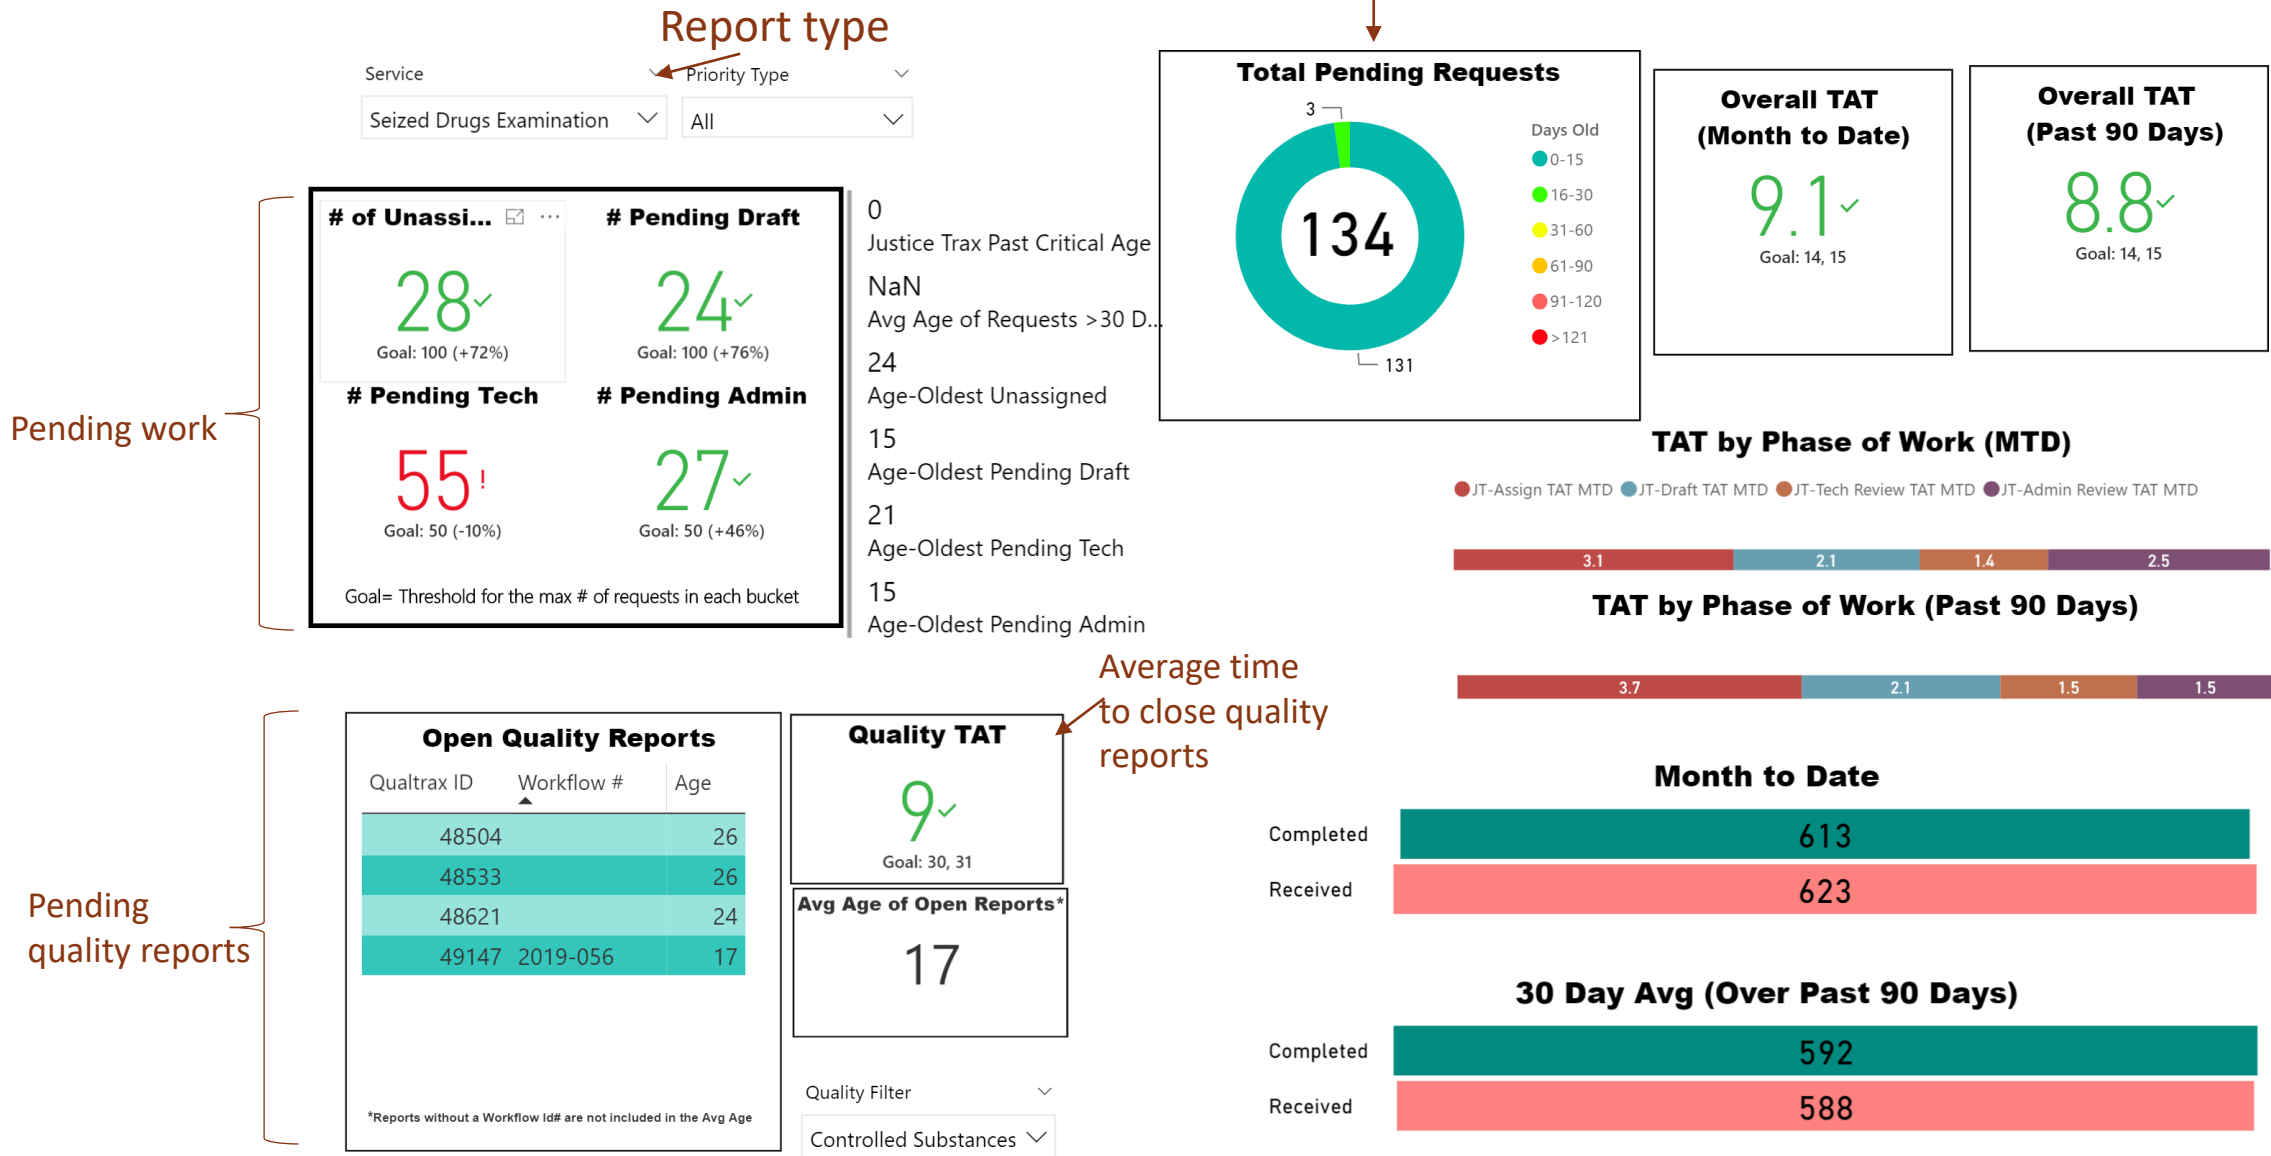 Report type
Service
Priority Type
Seized Drugs Examination
All
Pending work
# of Unassi...
28
Goal: 100 (+72%)
# Pending Draft
24
Goal: 100 (+76%)
# Pending Tech
55!
Goal: 50 (-10%)
# Pending Admin
27
Goal: 50 (+46%)
Goal= Threshold for the max # of requests in each bucket
0
Justice Trax Past Critical Age
NaN
Avg Age of Requests >30 D...
24
Age-Oldest Unassigned
15
Age-Oldest Pending Draft
21
Age-Oldest Pending Tech
15
Age-Oldest Pending Admin
Total Pending Requests
3
134
131
Days Old
0-15
16-30
31-60
61-90
91-120
>121
Overall TAT
(Month to Date)
9.1
Goal: 14, 15
Overall TAT
(Past 90 Days)
8.8
Goal: 14, 15
TAT by Phase of Work (MTD)
JT-Assign TAT MTD JT-Draft TAT MTD JT-Tech Review TAT MTD JT-Admin Review TAT MTD
3.1 2.1 1.4 2.5
TAT by Phase of Work (Past 90 Days)
3.7 2.1 1.5 1.5
Pending
quality reports
Open Quality Reports
Qualtrax ID Workflow # Age
48504 26
48533 26
48621 24
49147 2019-056 17
*Reports without a Workflow Id# are not included in the Avg Age
Quality TAT
9
Goal: 30, 31
Average time
to close quality
reports
Avg Age of Open Reports*
17
Quality Filter
Controlled Substances
Month to Date
Completed 613
Received 623
30 Day Avg (Over Past 90 Days)
Completed 592
Received 588